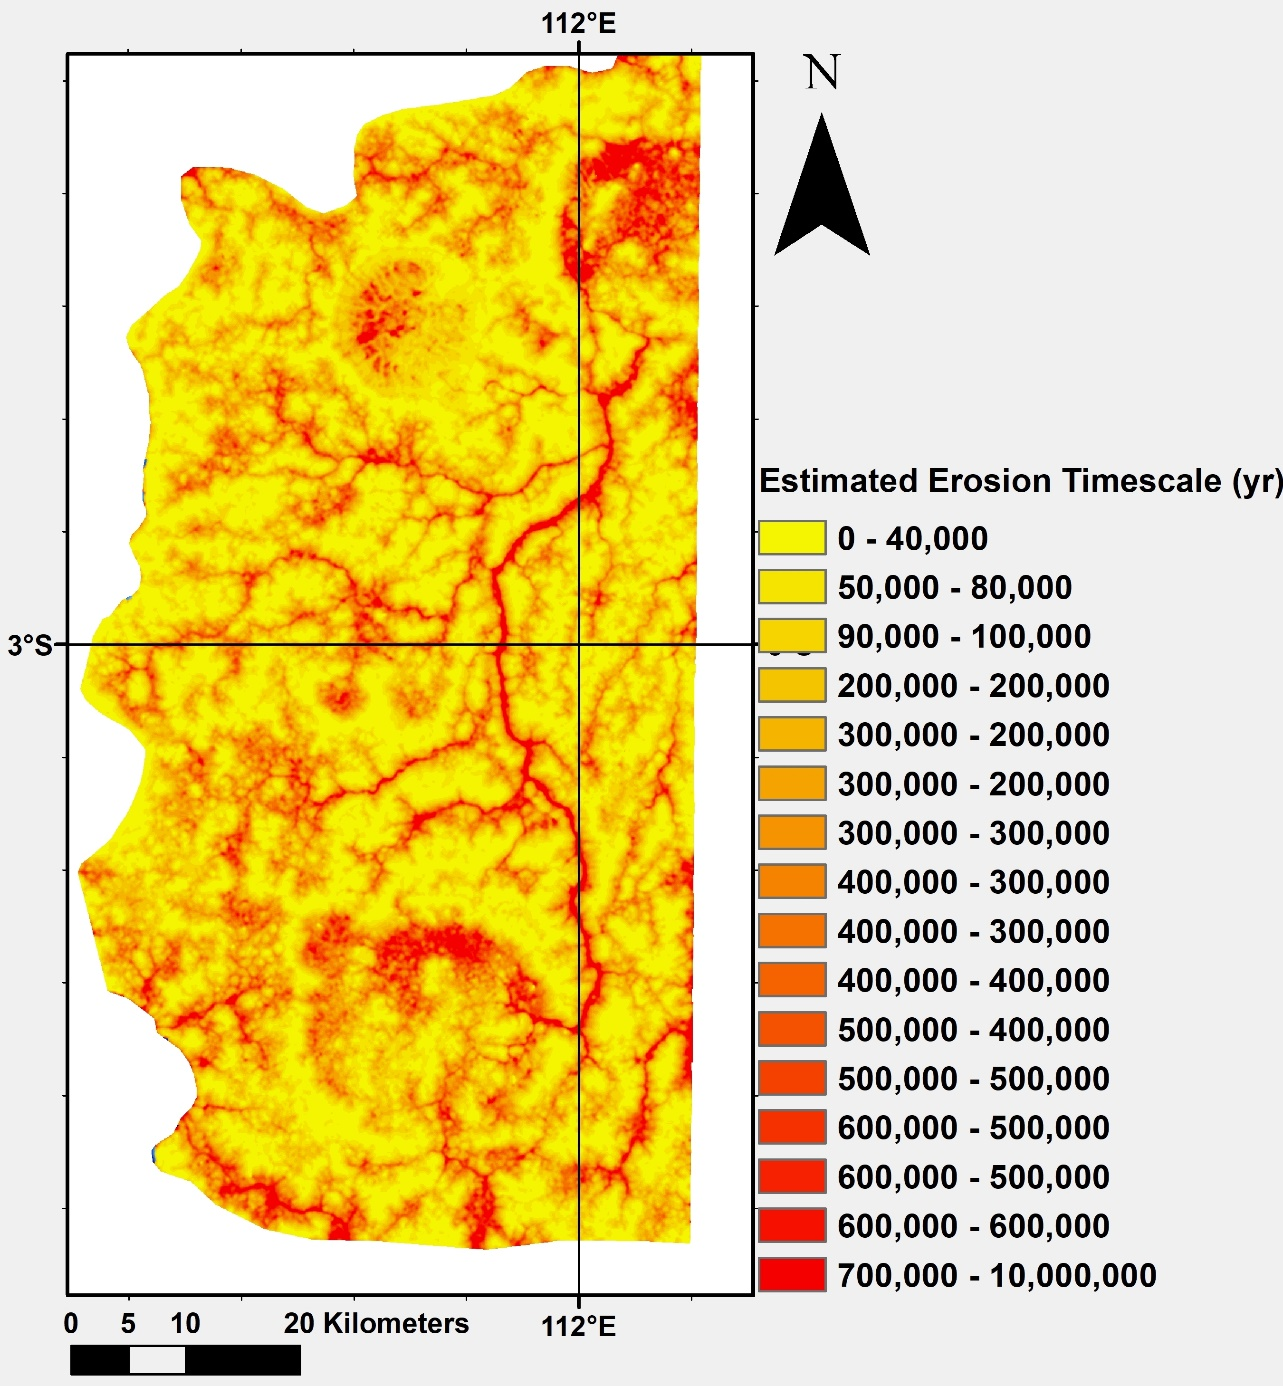 112°E
N
Estimated Erosion Timescale (yr)
0 - 40,000
50,000 - 80,000
90,000 - 100,000
3°S
200,000 - 200,000
300,000 - 200,000
300,000 - 200,000
300,000 - 300,000
400,000 - 300,000
400,000 - 300,000
400,000 - 400,000
500,000 - 400,000
500,000 - 500,000
600,000 - 500,000
600,000 - 500,000
600,000 - 600,000
700,000 - 10,000,000
0 5 10 20 Kilometers
112°E